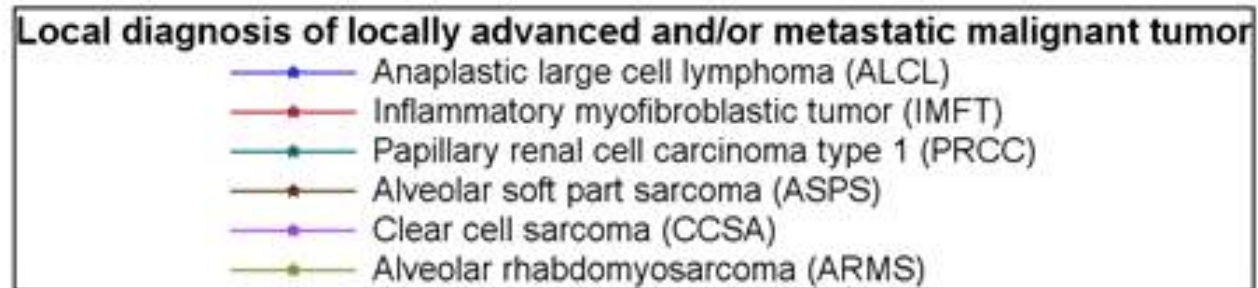 Local diagnosis of locally advanced and/or metastatic malignant tumor
Anaplastic large cell lymphoma (ALCL)
Inflammatory myofibroblastic tumor (IMFT)
Papillary renal cell carcinoma type 1 (PRCC)
Alveolar soft part sarcoma (ASPS)
Clear cell sarcoma (CCSA)
Alveolar rhabdomyosarcoma (ARMS)